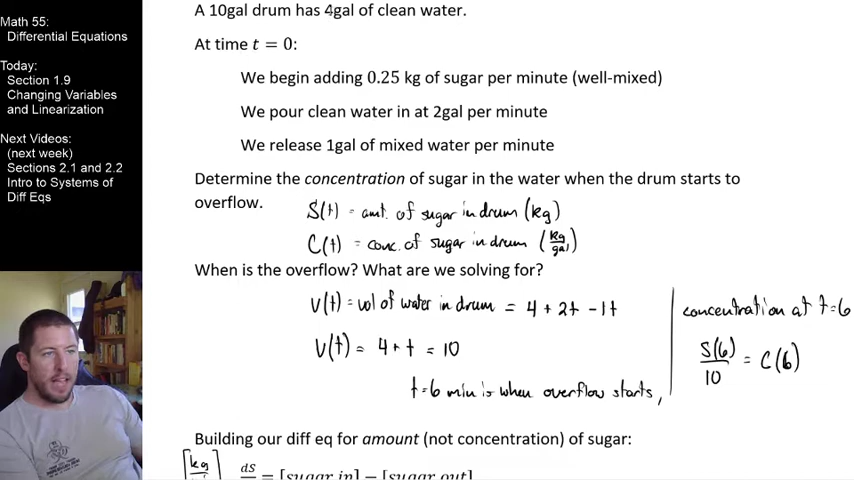 Math 55:
Differential Equations
Today:
Section 1.9
Changing Variables
and Linearization
Next Videos:
(next week)
Sections 2.1 and 2.2
Intro to Systems of
Diff Eqs
A 10gal drum has 4gal of clean water.
At time t = 0:
We begin adding 0.25 kg of sugar per minute (well-mixed)
We pour clean water in at 2gal per minute
We release 1gal of mixed water per minute
Determine the concentration of sugar in the water when the drum starts to
overflow.
S(t) = amt. of sugar in drum (kg)
C(t) = conc. of sugar in drum (kg/gal)
When is the overflow? What are we solving for?
V(t) = vol of water in drum = 4 + 2t - 1t
V(t) = 4 + t = 10
t = 6 min is when overflow starts,
concentration at t = 6
S(6)/10 = C(6)
Building our diff eq for amount (not concentration) of sugar:
[kg
dS = [sugar in] − [sugar out]